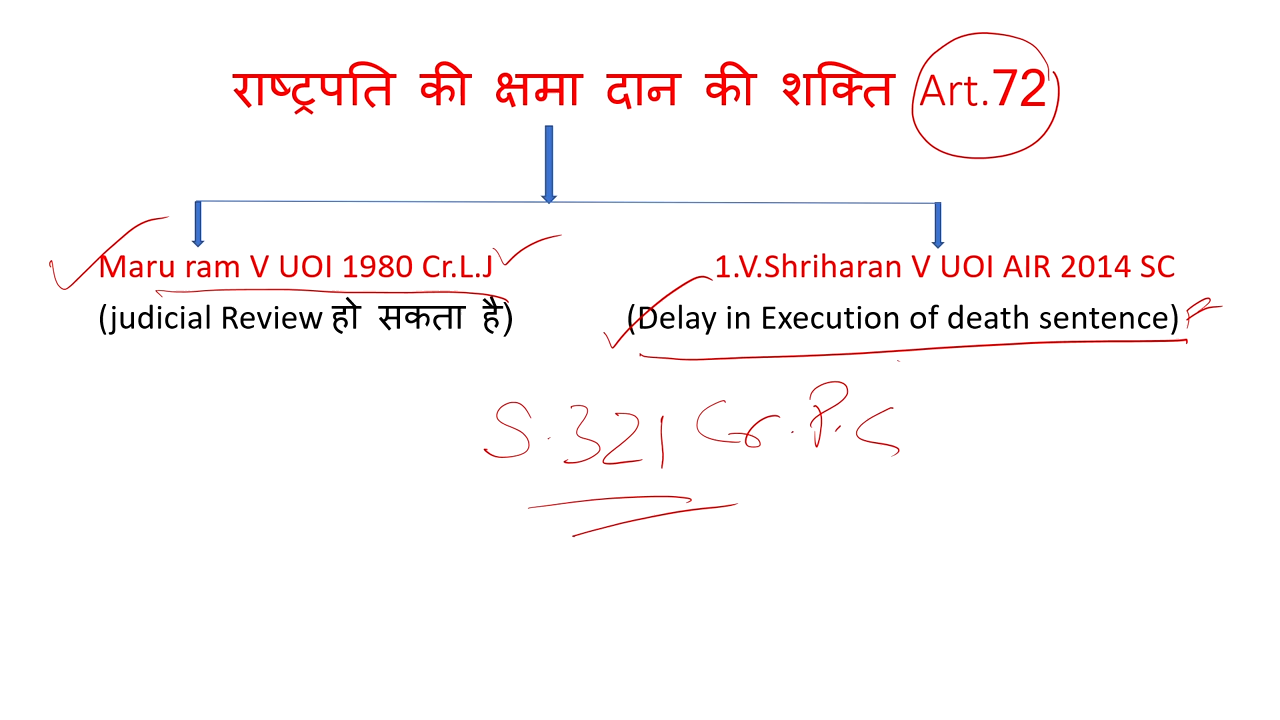 राष्ट्रपति की क्षमा दान की शक्ति Art.72
Maru ram V UOI 1980 Cr.L.J
(judicial Review हो सकता है)
1.V.Shriharan V UOI AIR 2014 SC
(Delay in Execution of death sentence)
S.321 Cr.P.C